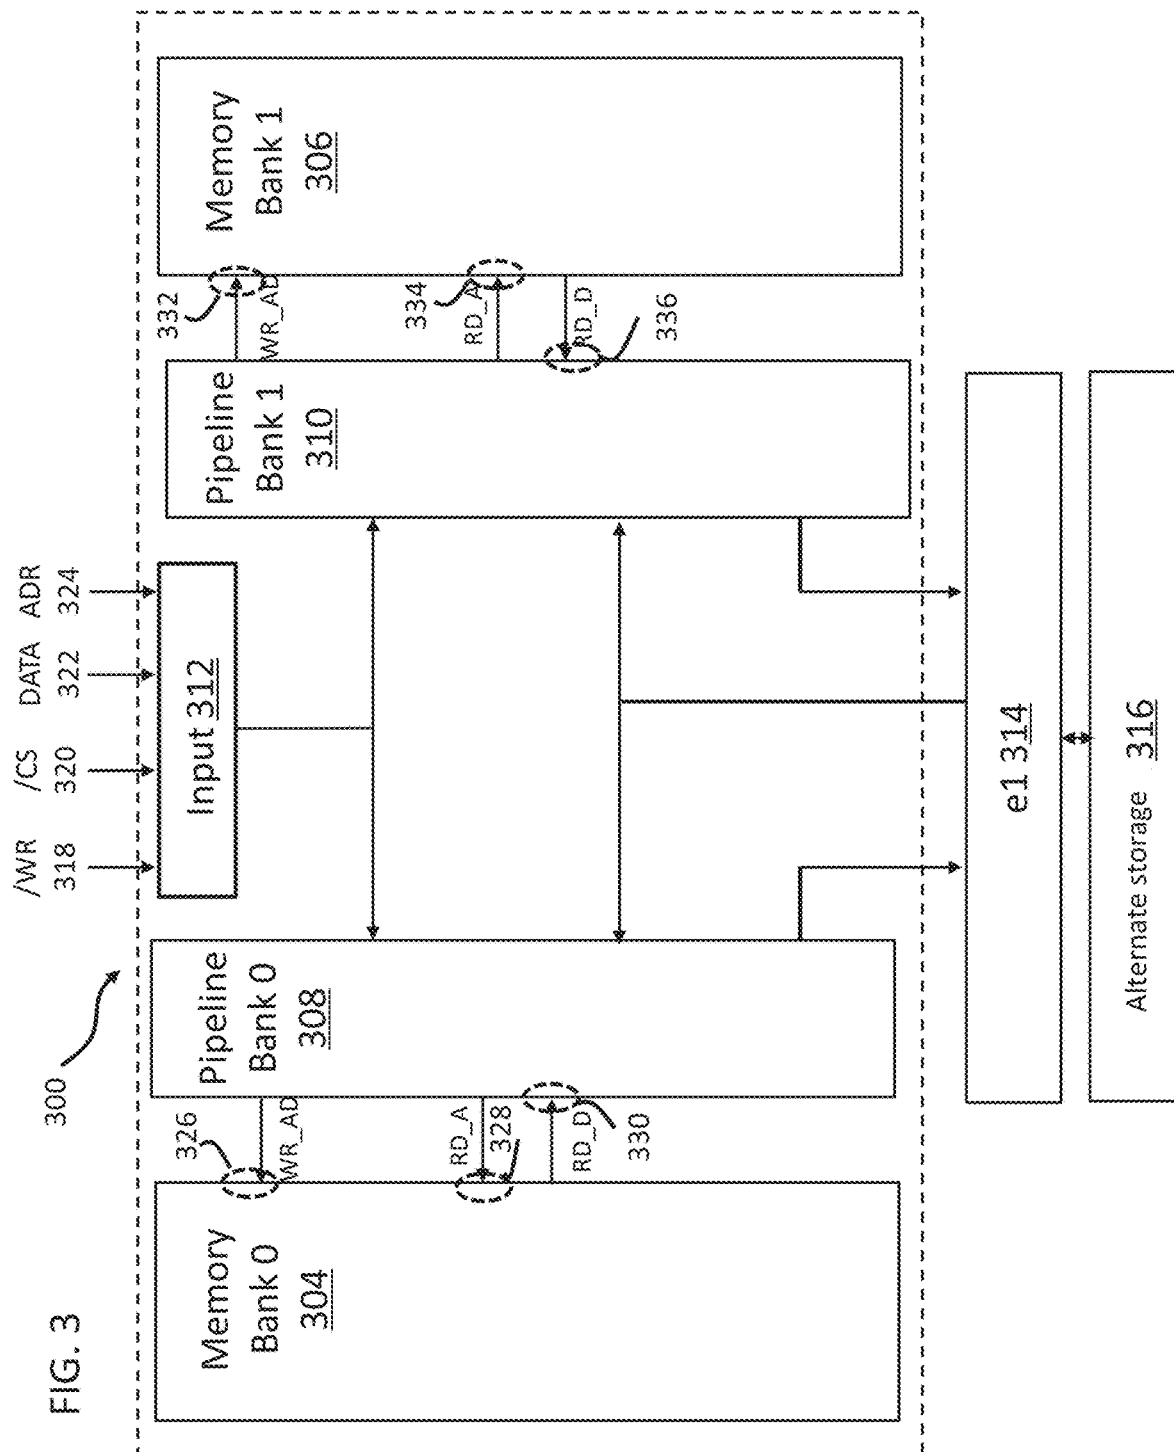 FIG. 3
300
/WR
318
/CS
320
DATA
322
ADR
324
Input 312
Memory
Bank 0
304
326
WR_AD
RD_A
328
RD_D
330
Pipeline
Bank 0
308
Pipeline
Bank 1
310
332
WR_AD
334
RD_A
RD_D
336
Memory
Bank 1
306
e1 314
Alternate storage 316